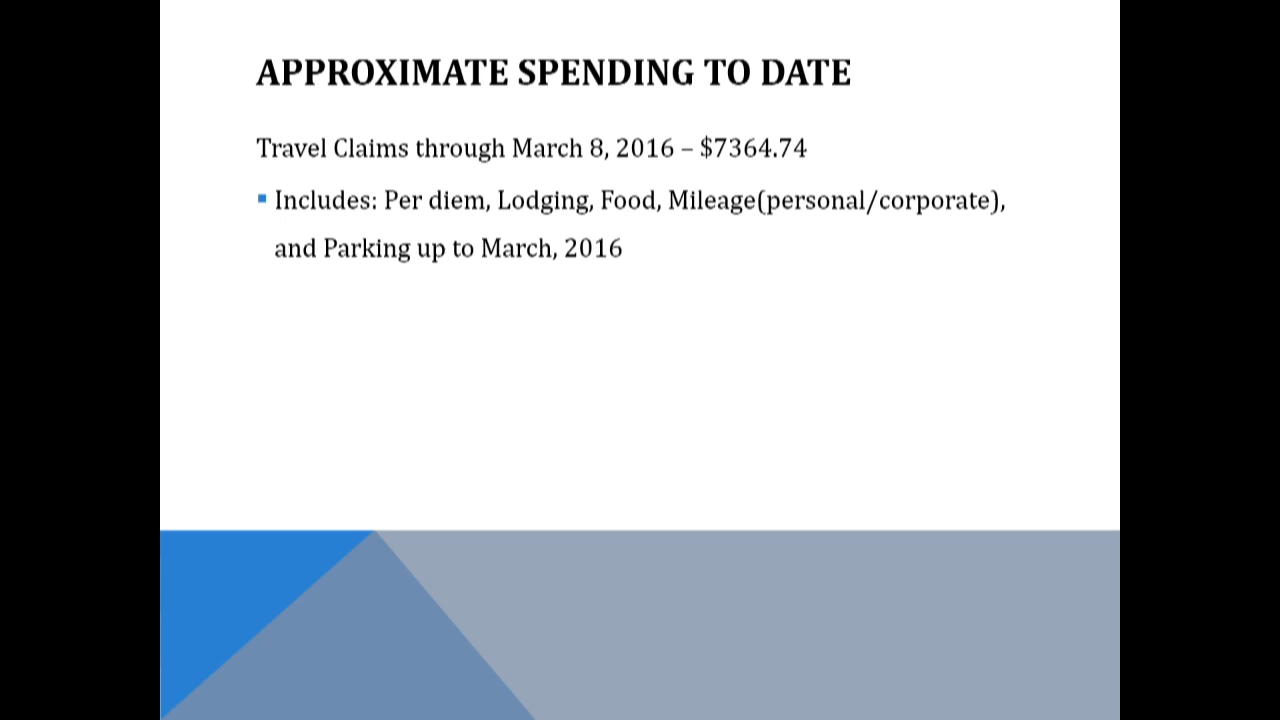 APPROXIMATE SPENDING TO DATE
Travel Claims through March 8, 2016 – $7364.74
Includes: Per diem, Lodging, Food, Mileage(personal/corporate),
and Parking up to March, 2016